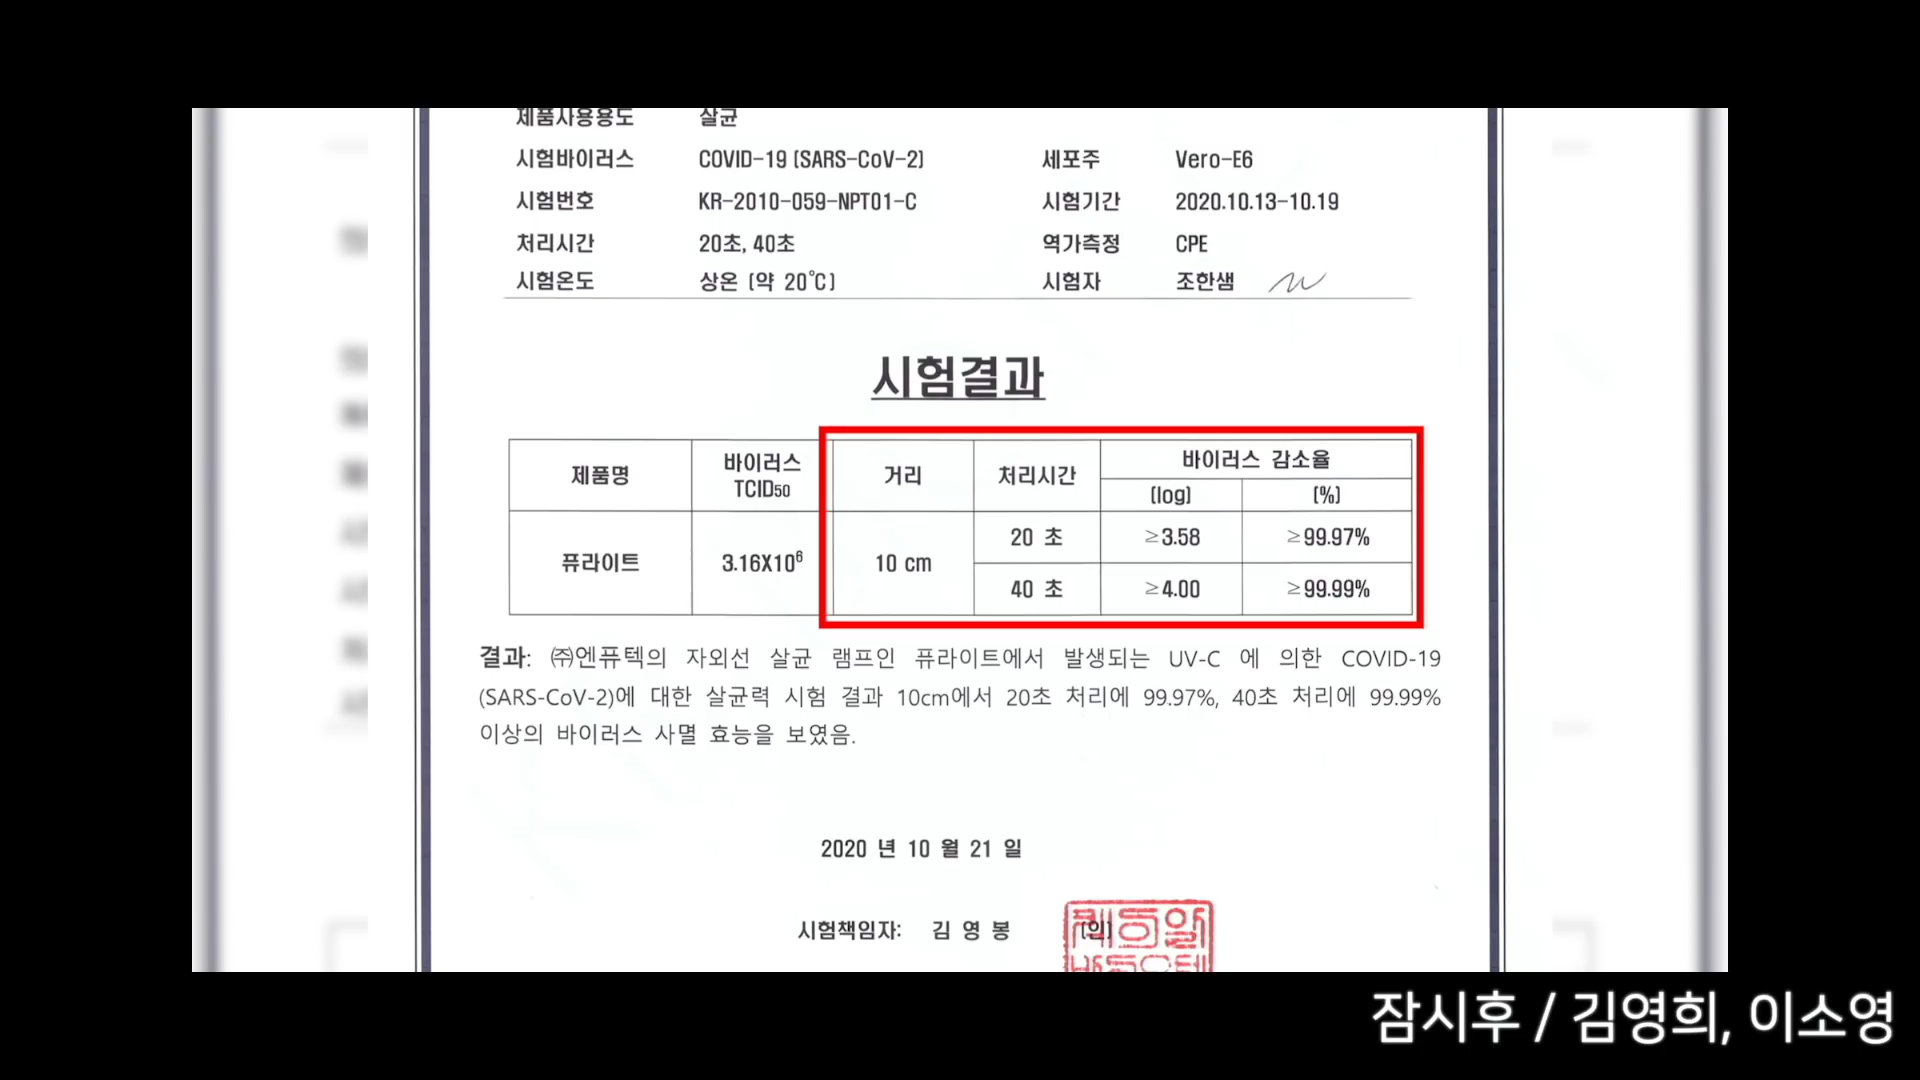 제품사용용도 살균
시험바이러스 COVID-19 (SARS-CoV-2) 세포주 Vero-E6
시험번호 KR-2010-059-NPT01-C 시험기간 2020.10.13-10.19
처리시간 20초, 40초 역가측정 CPE
시험온도 상온 (약 20℃) 시험자 조한샘
시험결과
제품명 바이러스 TCID50 거리 처리시간 바이러스 감소율
(log) (%)
퓨라이트 3.16X10⁶ 10 cm 20 초 ≥3.58 ≥99.97%
40 초 ≥4.00 ≥99.99%
결과: ㈜엔퓨텍의 자외선 살균 램프인 퓨라이트에서 발생되는 UV-C 에 의한 COVID-19
(SARS-CoV-2)에 대한 살균력 시험 결과 10cm에서 20초 처리에 99.97%, 40초 처리에 99.99%
이상의 바이러스 사멸 효능을 보였음.
2020 년 10 월 21 일
시험책임자: 김 영 봉 (인)
잠시후 / 김영희, 이소영